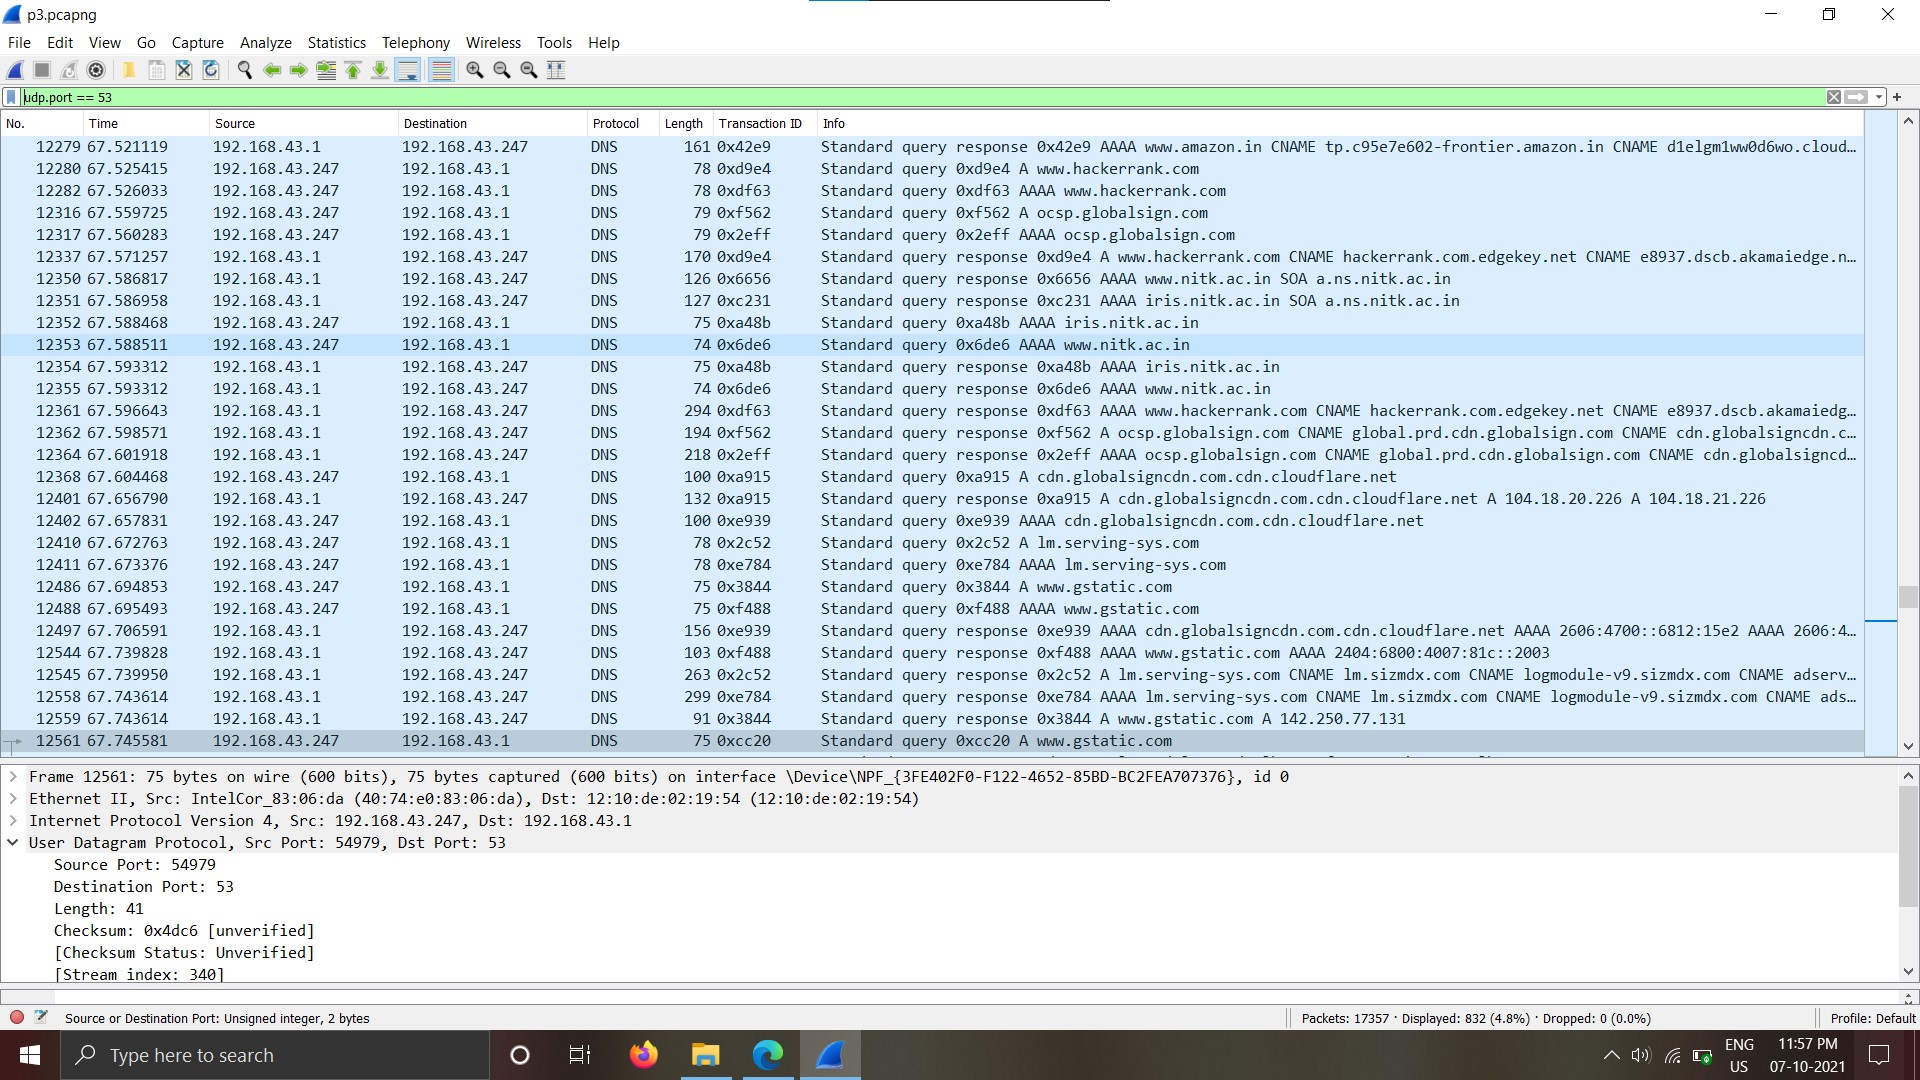 p3.pcapng
File Edit View Go Capture Analyze Statistics Telephony Wireless Tools Help
udp.port == 53
No. Time Source Destination Protocol Length Transaction ID Info
12279 67.521119 192.168.43.1 192.168.43.247 DNS 161 0x42e9 Standard query response 0x42e9 AAAA www.amazon.in CNAME tp.c95e7e602-frontier.amazon.in CNAME d1elgm1ww0d6wo.cloud…
12280 67.525415 192.168.43.247 192.168.43.1 DNS 78 0xd9e4 Standard query 0xd9e4 A www.hackerrank.com
12282 67.526033 192.168.43.247 192.168.43.1 DNS 78 0xdf63 Standard query 0xdf63 AAAA www.hackerrank.com
12316 67.559725 192.168.43.247 192.168.43.1 DNS 79 0xf562 Standard query 0xf562 A ocsp.globalsign.com
12317 67.560283 192.168.43.247 192.168.43.1 DNS 79 0x2eff Standard query 0x2eff AAAA ocsp.globalsign.com
12337 67.571257 192.168.43.1 192.168.43.247 DNS 170 0xd9e4 Standard query response 0xd9e4 A www.hackerrank.com CNAME hackerrank.com.edgekey.net CNAME e8937.dscb.akamaiedge.n…
12350 67.586817 192.168.43.1 192.168.43.247 DNS 126 0x6656 Standard query response 0x6656 AAAA www.nitk.ac.in SOA a.ns.nitk.ac.in
12351 67.586958 192.168.43.1 192.168.43.247 DNS 127 0xc231 Standard query response 0xc231 AAAA iris.nitk.ac.in SOA a.ns.nitk.ac.in
12352 67.588468 192.168.43.247 192.168.43.1 DNS 75 0xa48b Standard query 0xa48b AAAA iris.nitk.ac.in
12353 67.588511 192.168.43.247 192.168.43.1 DNS 74 0x6de6 Standard query 0x6de6 AAAA www.nitk.ac.in
12354 67.593312 192.168.43.1 192.168.43.247 DNS 75 0xa48b Standard query response 0xa48b AAAA iris.nitk.ac.in
12355 67.593312 192.168.43.1 192.168.43.247 DNS 74 0x6de6 Standard query response 0x6de6 AAAA www.nitk.ac.in
12361 67.596643 192.168.43.1 192.168.43.247 DNS 294 0xdf63 Standard query response 0xdf63 AAAA www.hackerrank.com CNAME hackerrank.com.edgekey.net CNAME e8937.dscb.akamaiedg…
12362 67.598571 192.168.43.1 192.168.43.247 DNS 194 0xf562 Standard query response 0xf562 A ocsp.globalsign.com CNAME global.prd.cdn.globalsign.com CNAME cdn.globalsigncdn.c…
12364 67.601918 192.168.43.1 192.168.43.247 DNS 218 0x2eff Standard query response 0x2eff AAAA ocsp.globalsign.com CNAME global.prd.cdn.globalsign.com CNAME cdn.globalsigncd…
12368 67.604468 192.168.43.247 192.168.43.1 DNS 100 0xa915 Standard query 0xa915 A cdn.globalsigncdn.com.cdn.cloudflare.net
12401 67.656790 192.168.43.1 192.168.43.247 DNS 132 0xa915 Standard query response 0xa915 A cdn.globalsigncdn.com.cdn.cloudflare.net A 104.18.20.226 A 104.18.21.226
12402 67.657831 192.168.43.247 192.168.43.1 DNS 100 0xe939 Standard query 0xe939 AAAA cdn.globalsigncdn.com.cdn.cloudflare.net
12410 67.672763 192.168.43.247 192.168.43.1 DNS 78 0x2c52 Standard query 0x2c52 A lm.serving-sys.com
12411 67.673376 192.168.43.247 192.168.43.1 DNS 78 0xe784 Standard query 0xe784 AAAA lm.serving-sys.com
12486 67.694853 192.168.43.247 192.168.43.1 DNS 75 0x3844 Standard query 0x3844 A www.gstatic.com
12488 67.695493 192.168.43.247 192.168.43.1 DNS 75 0xf488 Standard query 0xf488 AAAA www.gstatic.com
12497 67.706591 192.168.43.1 192.168.43.247 DNS 156 0xe939 Standard query response 0xe939 AAAA cdn.globalsigncdn.com.cdn.cloudflare.net AAAA 2606:4700::6812:15e2 AAAA 2606:4…
12544 67.739828 192.168.43.1 192.168.43.247 DNS 103 0xf488 Standard query response 0xf488 AAAA www.gstatic.com AAAA 2404:6800:4007:81c::2003
12545 67.739950 192.168.43.1 192.168.43.247 DNS 263 0x2c52 Standard query response 0x2c52 A lm.serving-sys.com CNAME lm.sizmdx.com CNAME logmodule-v9.sizmdx.com CNAME adserv…
12558 67.743614 192.168.43.1 192.168.43.247 DNS 299 0xe784 Standard query response 0xe784 AAAA lm.serving-sys.com CNAME lm.sizmdx.com CNAME logmodule-v9.sizmdx.com CNAME ads…
12559 67.743614 192.168.43.1 192.168.43.247 DNS 91 0x3844 Standard query response 0x3844 A www.gstatic.com A 142.250.77.131
12561 67.745581 192.168.43.247 192.168.43.1 DNS 75 0xcc20 Standard query 0xcc20 A www.gstatic.com
Frame 12561: 75 bytes on wire (600 bits), 75 bytes captured (600 bits) on interface \Device\NPF_{3FE402F0-F122-4652-85BD-BC2FEA707376}, id 0
Ethernet II, Src: IntelCor_83:06:da (40:74:e0:83:06:da), Dst: 12:10:de:02:19:54 (12:10:de:02:19:54)
Internet Protocol Version 4, Src: 192.168.43.247, Dst: 192.168.43.1
User Datagram Protocol, Src Port: 54979, Dst Port: 53
Source Port: 54979
Destination Port: 53
Length: 41
Checksum: 0x4dc6 [unverified]
[Checksum Status: Unverified]
[Stream index: 340]
Source or Destination Port: Unsigned integer, 2 bytes
Packets: 17357 · Displayed: 832 (4.8%) · Dropped: 0 (0.0%)
Profile: Default
Type here to search
ENG
US
11:57 PM
07-10-2021